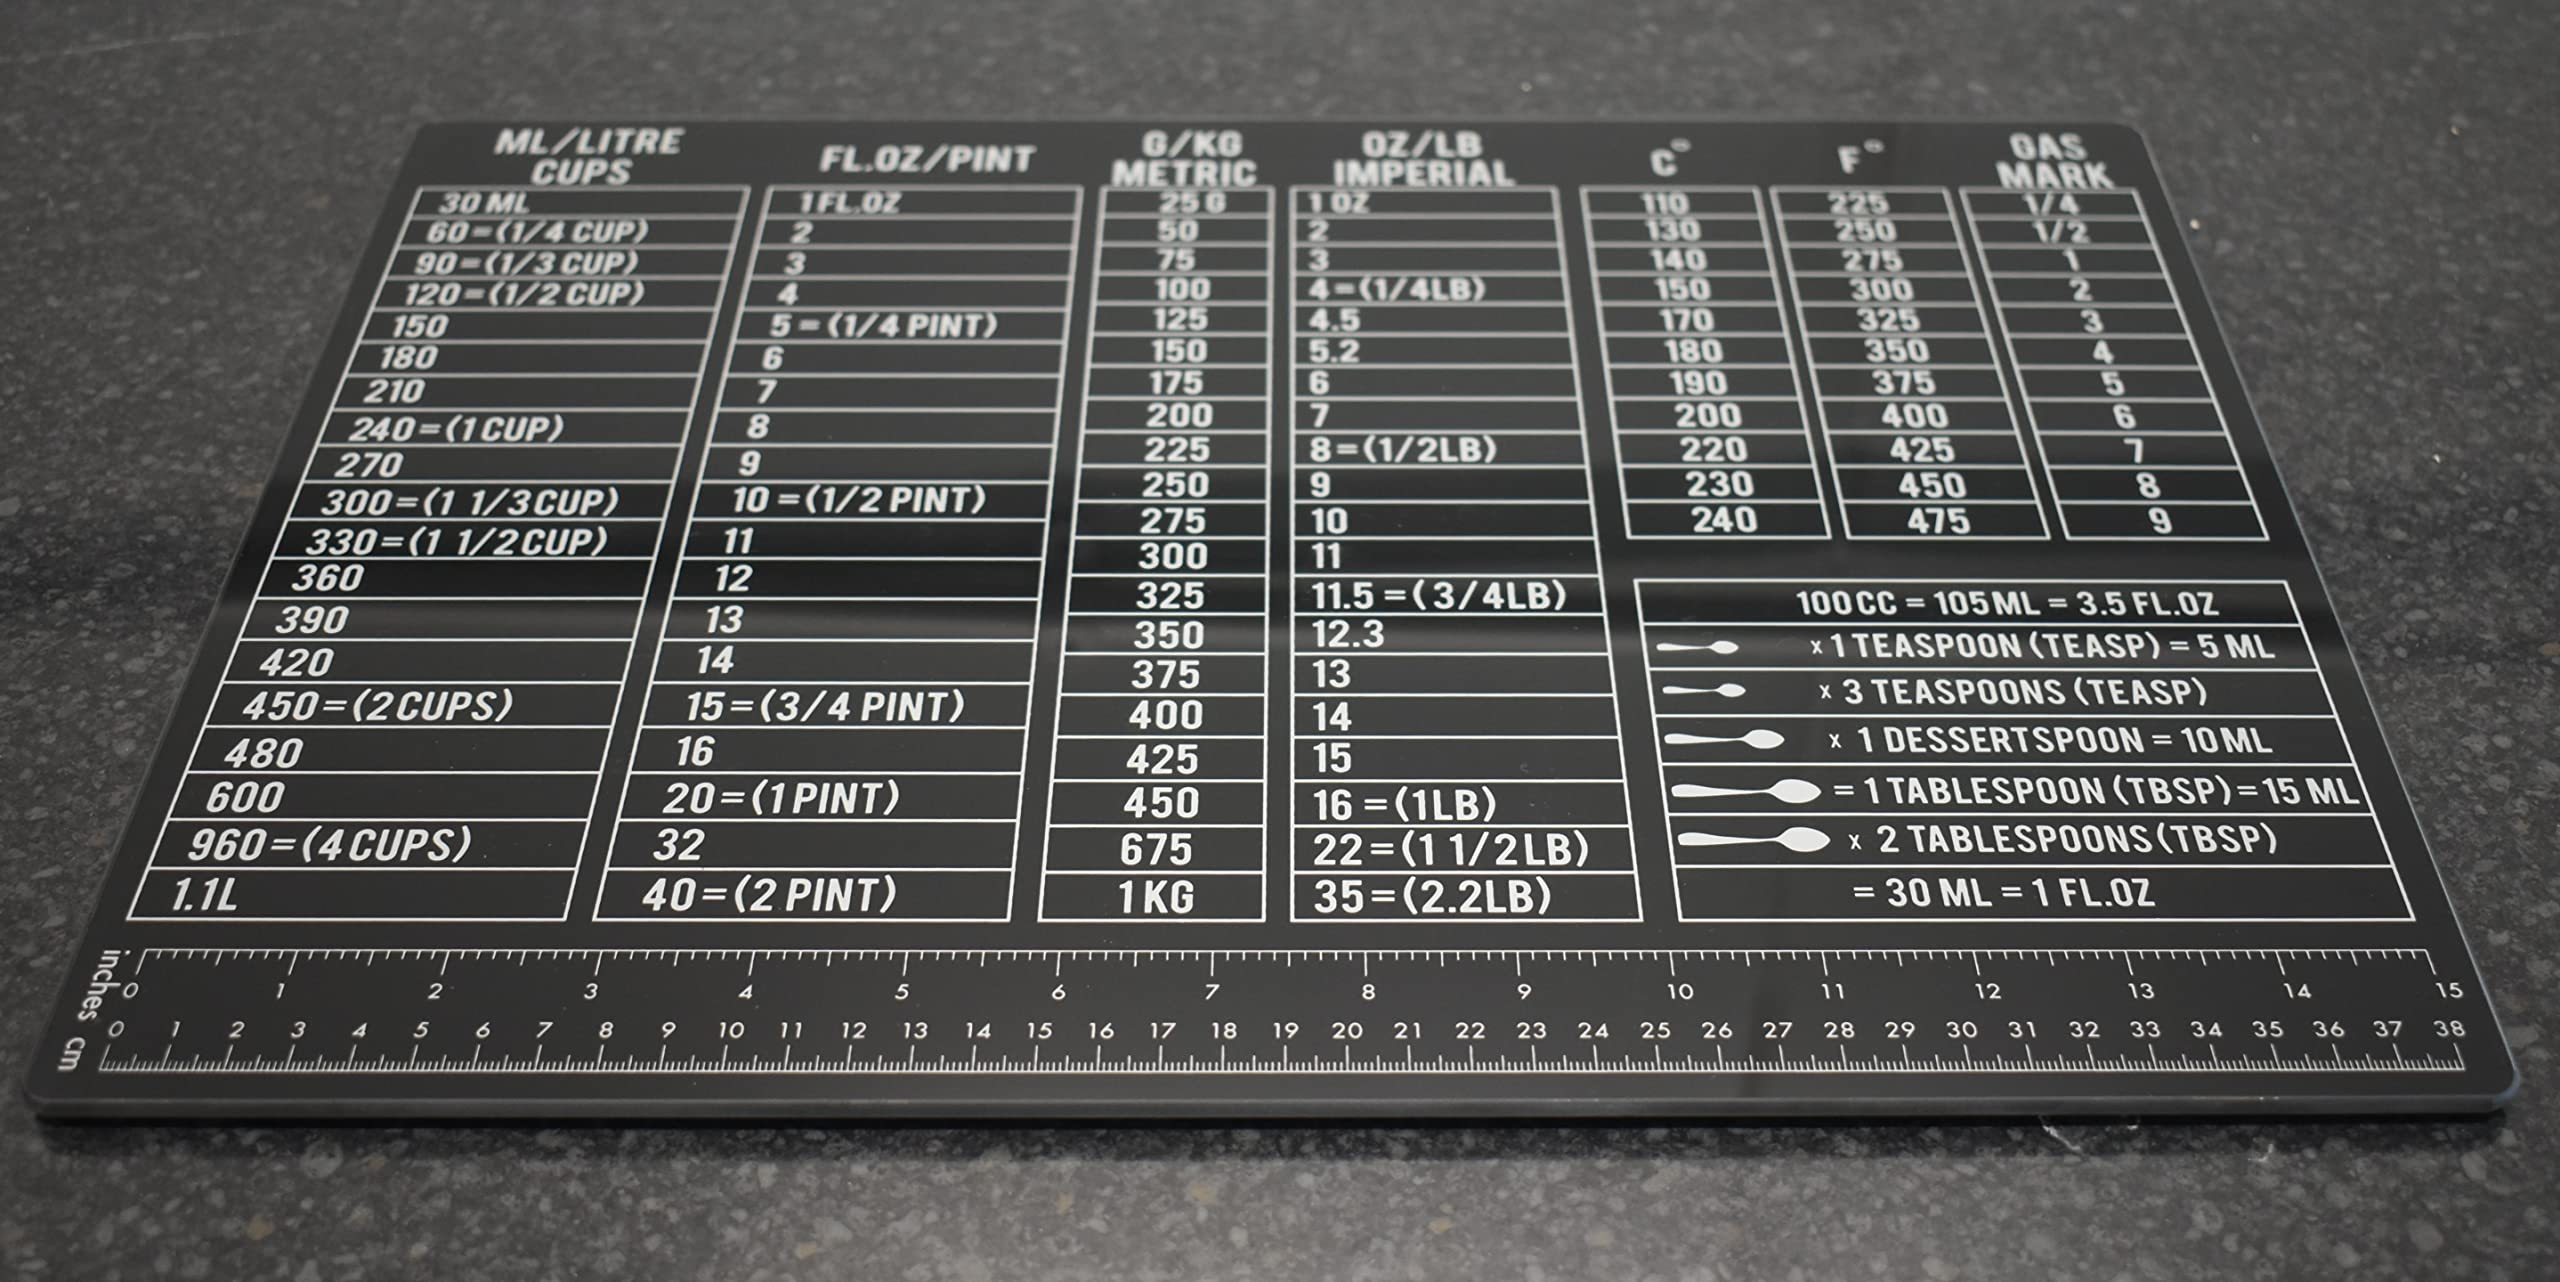 ML/LITRE CUPS FL.OZ/PINT G/KG METRIC OZ/LB IMPERIAL C° F° GAS MARK
30 ML 1 FL.OZ 25 G 1 OZ 110 225 1/4
60=(1/4 CUP) 2 50 2 130 250 1/2
90=(1/3 CUP) 3 75 3 140 275 1
120=(1/2 CUP) 4 100 4=(1/4LB) 150 300 2
150 5=(1/4 PINT) 125 4.5 170 325 3
180 6 150 5.2 180 350 4
210 7 175 6 190 375 5
240=(1 CUP) 8 200 7 200 400 6
270 9 225 8=(1/2LB) 220 425 7
300=(1 1/3 CUP) 10=(1/2 PINT) 250 9 230 450 8
330=(1 1/2 CUP) 11 275 10 240 475 9
360 12 300 11
390 13 325 11.5=(3/4LB)
420 14 350 12.3
450=(2 CUPS) 15=(3/4 PINT) 375 13
480 16 400 14
600 20=(1 PINT) 425 15
960=(4 CUPS) 32 450 16=(1LB)
1.1L 40=(2 PINT) 675 22=(1 1/2LB)
1 KG 35=(2.2LB)
100 CC = 105 ML = 3.5 FL.OZ
x 1 TEASPOON (TEASP) = 5 ML
x 3 TEASPOONS (TEASP)
x 1 DESSERTSPOON = 10 ML
= 1 TABLESPOON (TBSP) = 15 ML
x 2 TABLESPOONS (TBSP)
= 30 ML = 1 FL.OZ
inches 0 1 2 3 4 5 6 7 8 9 10 11 12 13 14 15
cm 0 1 2 3 4 5 6 7 8 9 10 11 12 13 14 15 16 17 18 19 20 21 22 23 24 25 26 27 28 29 30 31 32 33 34 35 36 37 38